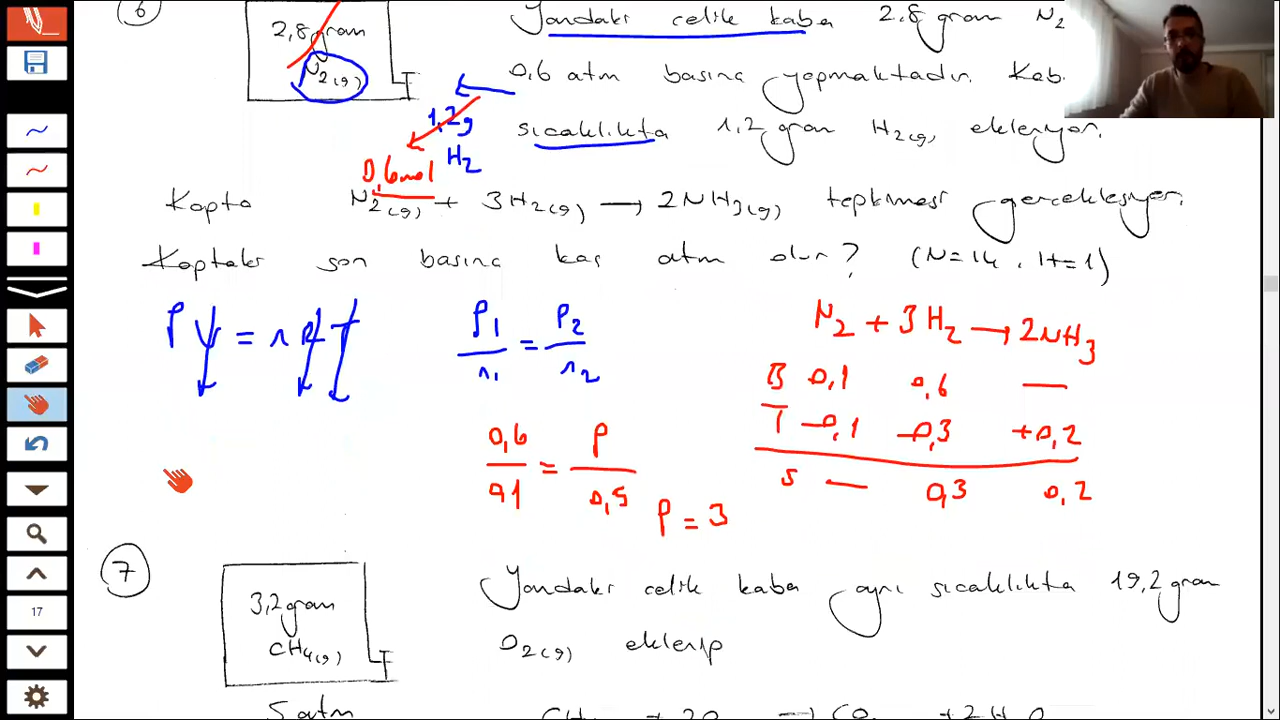 6
2,8 gram
N2(g)
Yandaki çelik kaba 2,8 gram N2
0,6 atm basınç yapmaktadır. Kab
sıcaklıkta 1,2 gram H2(g) ekleniyor.
1,2g
H2
0,6mol
Kapta N2(g) + 3H2(g) → 2NH3(g) tepkimesi gerçekleşiyor.
Kaptaki son basınç kaç atm olur? (N=14, H=1)
PV = nRT
P1/n1 = P2/n2
0,6/0,1 = P/0,5
P = 3
N2 + 3H2 → 2NH3
B 0,1 0,6 —
T -0,1 -0,3 +0,2
S — 0,3 0,2
7
3,2 gram
CH4(g)
5 atm
Yandaki çelik kaba aynı sıcaklıkta 19,2 gram
O2(g) eklenip
17